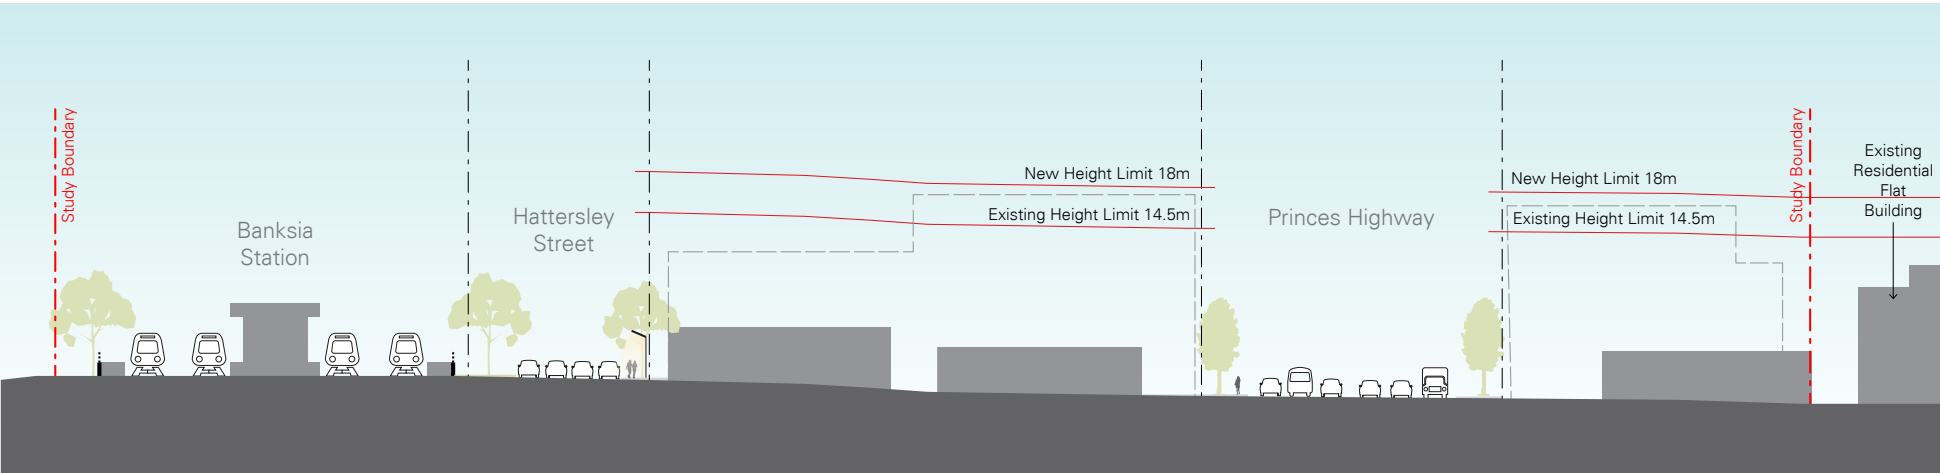 Study Boundary
Banksia
Station
Hattersley
Street
New Height Limit 18m
Existing Height Limit 14.5m
Princes Highway
New Height Limit 18m
Existing Height Limit 14.5m
Study Boundary
Existing
Residential
Flat
Building